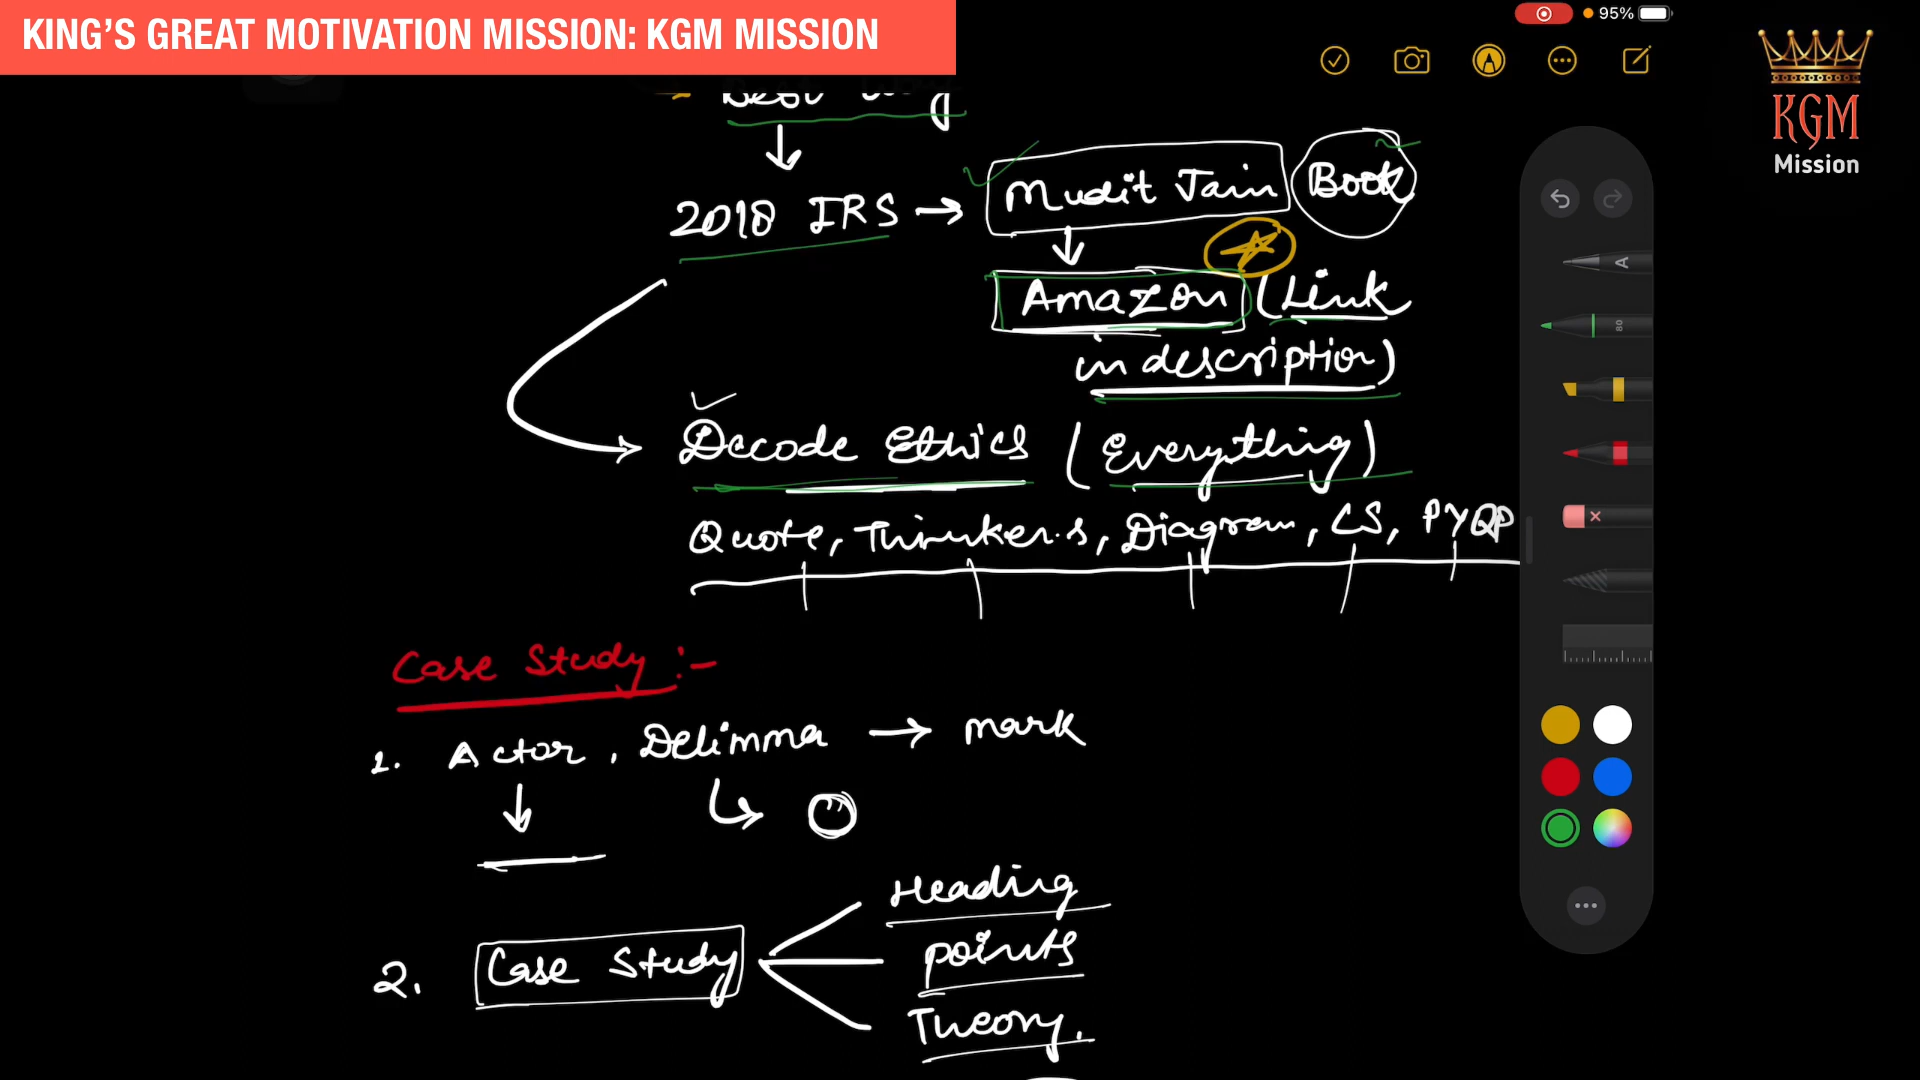 KING'S GREAT MOTIVATION MISSION: KGM MISSION
95%
KGM
Mission
2018 IRS → Mudit Jain Book
Amazon (Link
in description)
Decode Ethics (Everything)
Quote, Thinkers, Diagram, CS, PYQP
Case Study :-
1. Actor, Delimma → mark
Heading
2. Case Study
points
Theory.
A
80